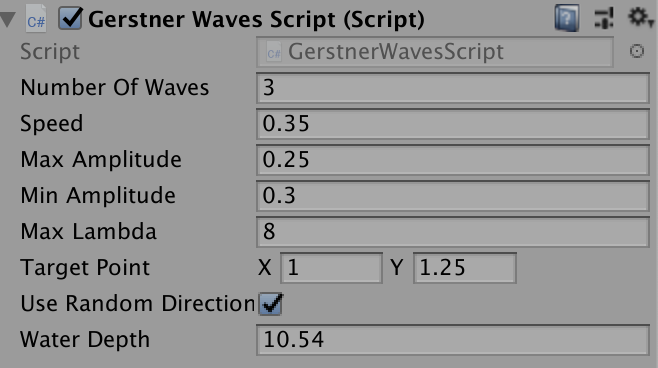 C# Gerstner Waves Script (Script)
Script C# GerstnerWavesScript
Number Of Waves 3
Speed 0.35
Max Amplitude 0.25
Min Amplitude 0.3
Max Lambda 8
Target Point X 1 Y 1.25
Use Random Direction
Water Depth 10.54